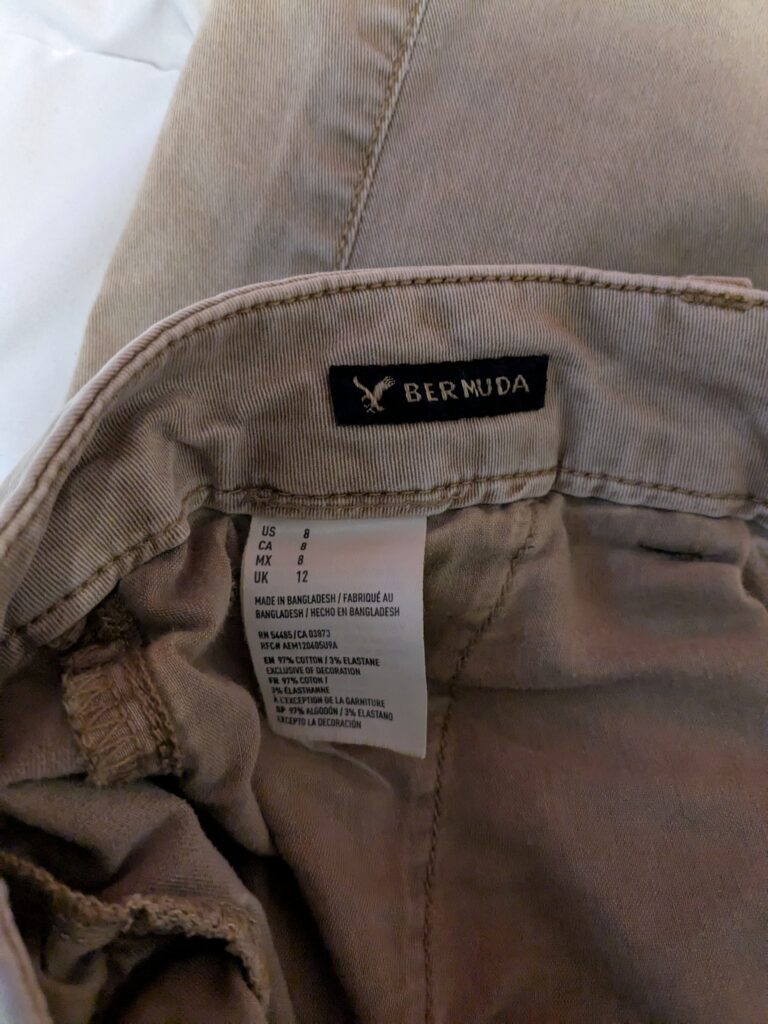 BERMUDA
US 8
CA 8
MX 8
UK 12
MADE IN BANGLADESH / FABRIQUÉ AU
BANGLADESH / HECHO EN BANGLADESH
RN 54485/CA 03873
RFC# AEM120405U9A
EN 97% COTTON / 3% ELASTANE
EXCLUSIVE OF DECORATION
FR 97% COTON /
3% ÉLASTHANNE
À L'EXCEPTION DE LA GARNITURE
SP 97% ALGODÓN / 3% ELASTANO
EXCEPTO LA DECORACIÓN